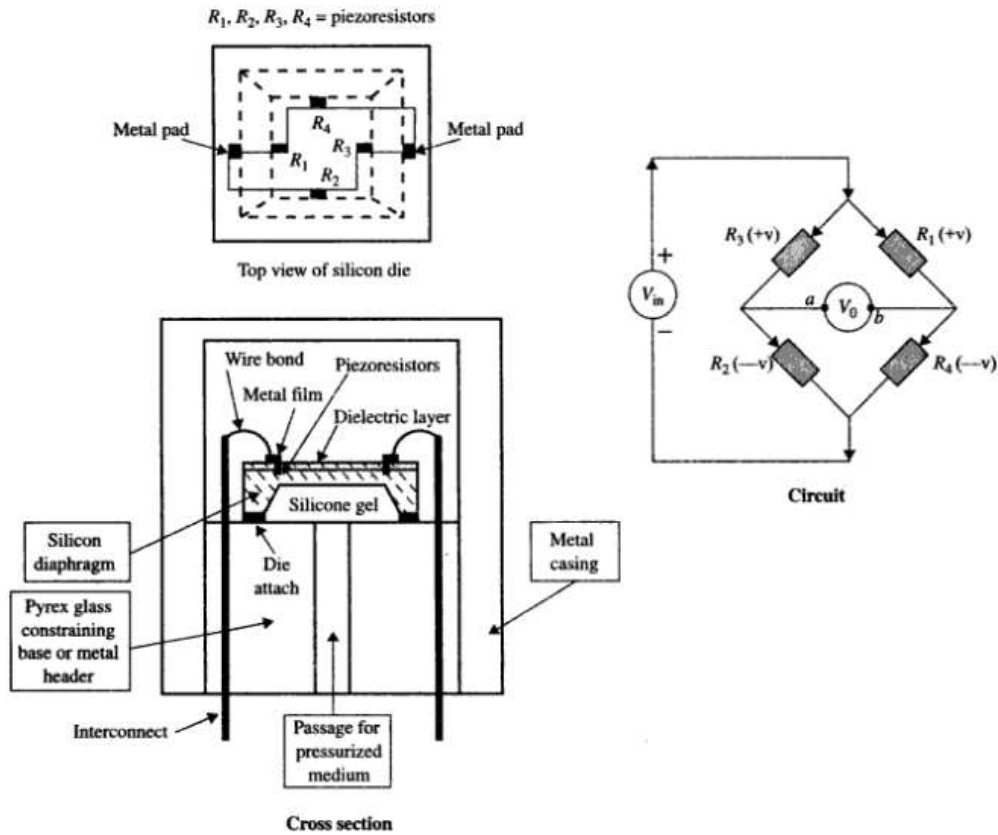 R1, R2, R3, R4 = piezoresistors
Metal pad
Metal pad
R4
R3
R1
R2
Top view of silicon die
R3 (+v)
R1 (+v)
+
Vin
−
a
V0
b
R2 (—v)
R4 (—v)
Circuit
Wire bond
Piezoresistors
Metal film
Dielectric layer
Silicone gel
Silicon
diaphragm
Die
attach
Metal
casing
Pyrex glass
constraining
base or metal
header
Interconnect
Passage for
pressurized
medium
Cross section